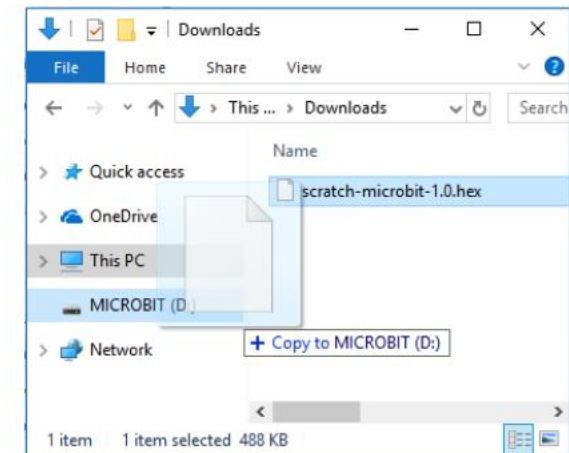 Downloads
File Home Share View
This ... > Downloads Search
Name
Quick access
scratch-microbit-1.0.hex
OneDrive
This PC
MICROBIT (D:)
+ Copy to MICROBIT (D:)
Network
1 item 1 item selected 488 KB